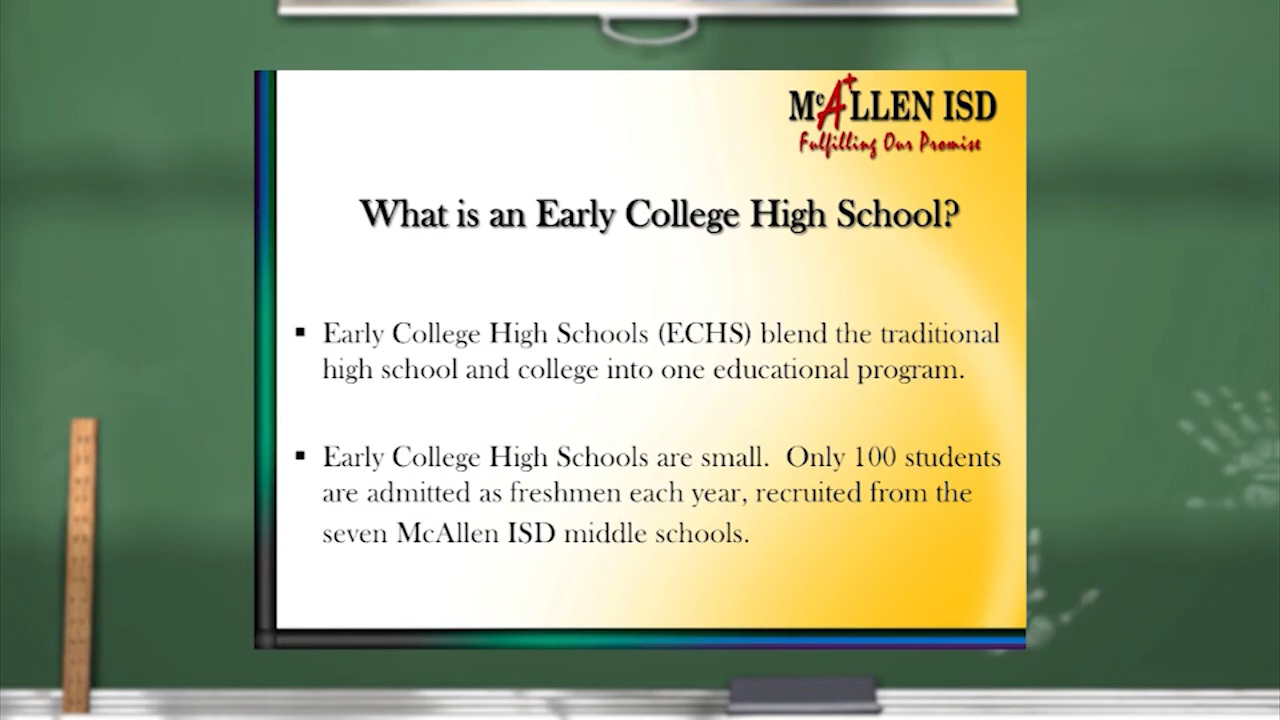 McALLEN ISD
Fulfilling Our Promise
What is an Early College High School?
▪ Early College High Schools (ECHS) blend the traditional
high school and college into one educational program.
▪ Early College High Schools are small.  Only 100 students
are admitted as freshmen each year, recruited from the
seven McAllen ISD middle schools.